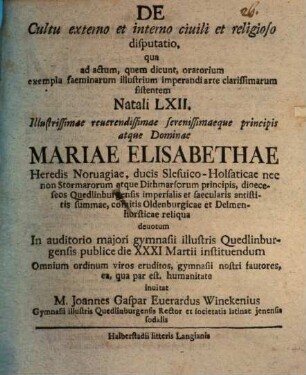 26.
DE
Cultu externo et interno ciuili et religioso
disputatio,
qua
ad actum, quem dicunt, oratorium
exempla faeminarum illustrium imperandi arte clarissimarum
sistentem
Natali LXII.
Illustrissimae reuerendissimae serenissimaeque principis
atque Dominae
MARIAE ELISABETHAE
Heredis Noruagiae, ducis Slesuico-Holsaticae nec
non Stormarorum atque Dithmarsorum principis, dioece-
seos Quedlinburgensis imperialis et saecularis antisti-
tis summae, comitis Oldenburgicae et Delmen-
horsticae reliqua
deuotum
In auditorio majori gymnasii illustris Quedlinbur-
gensis publice die XXXI Martii instituendum
Omnium ordinum viros eruditos, gymnasii nostri fautores,
ea, qua par est, humanitate
inuitat
M. Joannes Gaspar Euerardus Winekenius
Gymnasii illustris Quedlinburgensis Rector et societatis latinae jenensis
sodalis
Halberstadii litteris Langianis